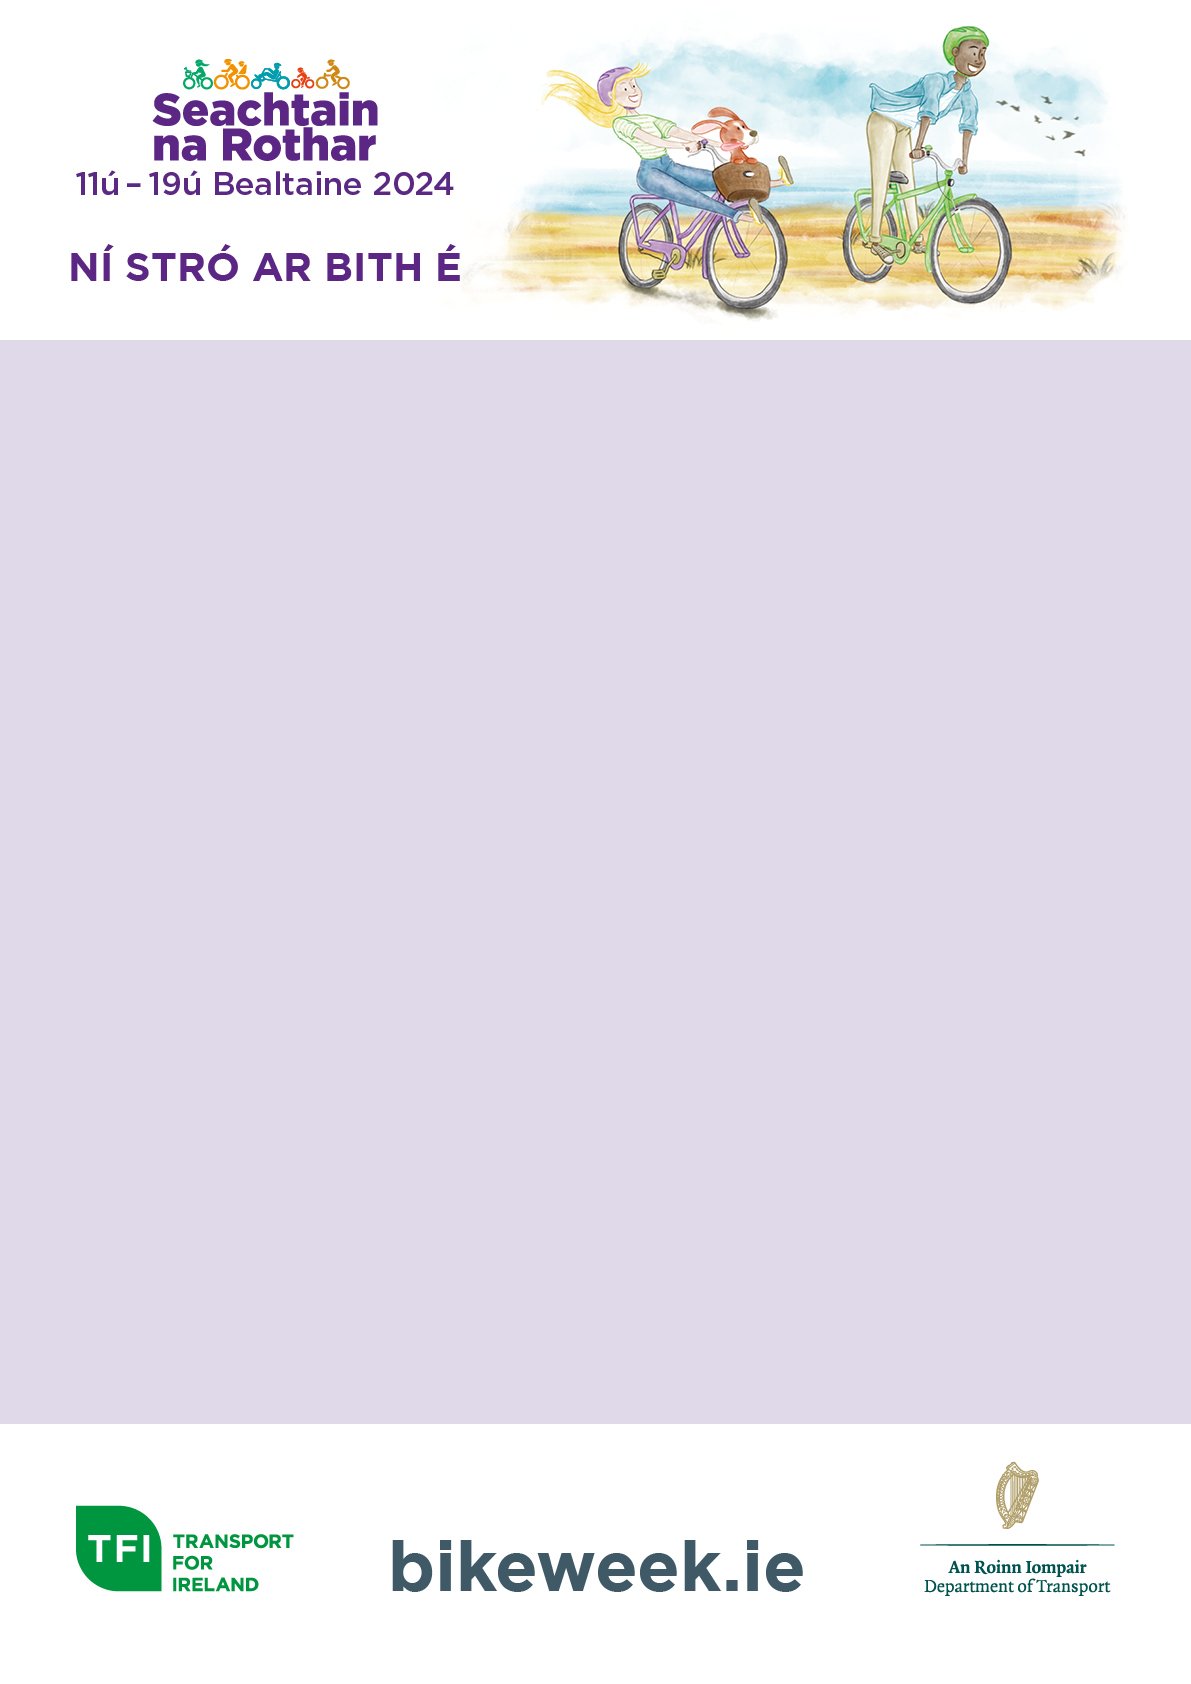 Seachtain
na Rothar
11ú – 19ú Bealtaine 2024
NÍ STRÓ AR BITH É
TFI
TRANSPORT
FOR
IRELAND
bikeweek.ie
An Roinn Iompair
Department of Transport